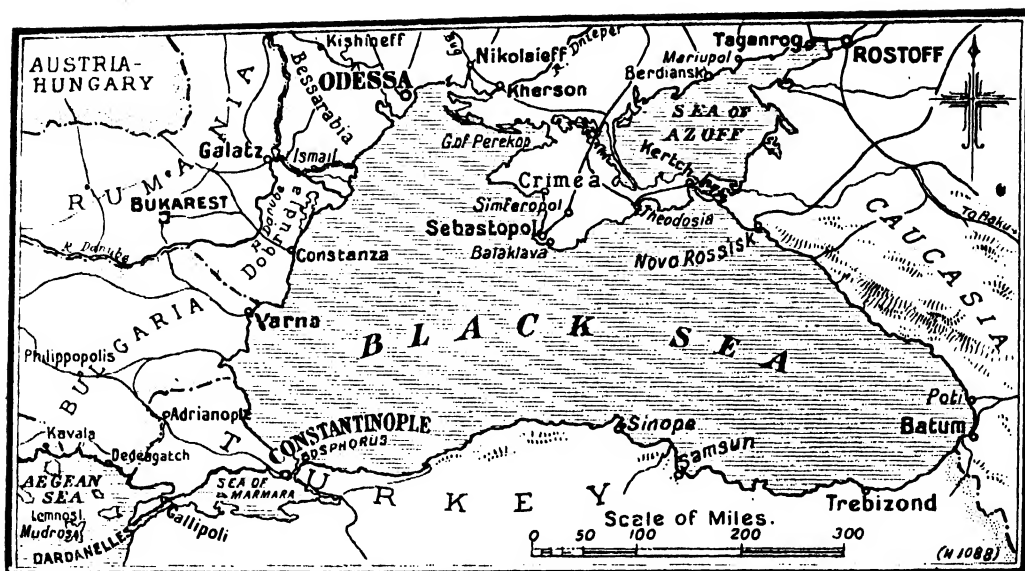 AUSTRIA-
HUNGARY
Kishineff
Bug
Nikolaieff
Dnieper
Taganrog
ROSTOFF
Mariupol
Berdiansk
Bessarabia
ODESSA
Kherson
SEA OF
AZOFF
RUMANIA
Galatz
Ismail
G. of Perekop
Kertch
Crimea
Simferopol
Theodosia
BUKAREST
R. Danube
Dobrudja
R. Danube
Constanza
Sebastopol
Balaklava
Novo Rossisk
CAUCASIA
To Baku
BULGARIA
Varna
BLACK SEA
Philippopolis
Adrianople
CONSTANTINOPLE
BOSPHORUS
Sinope
Samsun
Poti
Batum
Trebizond
Kavala
Dedeagatch
AEGEAN
SEA
Lemnos
Mudros
SEA OF
MARMARA
TURKEY
Gallipoli
DARDANELLES
Scale of Miles.
0 50 100 200 300
(H 1088)